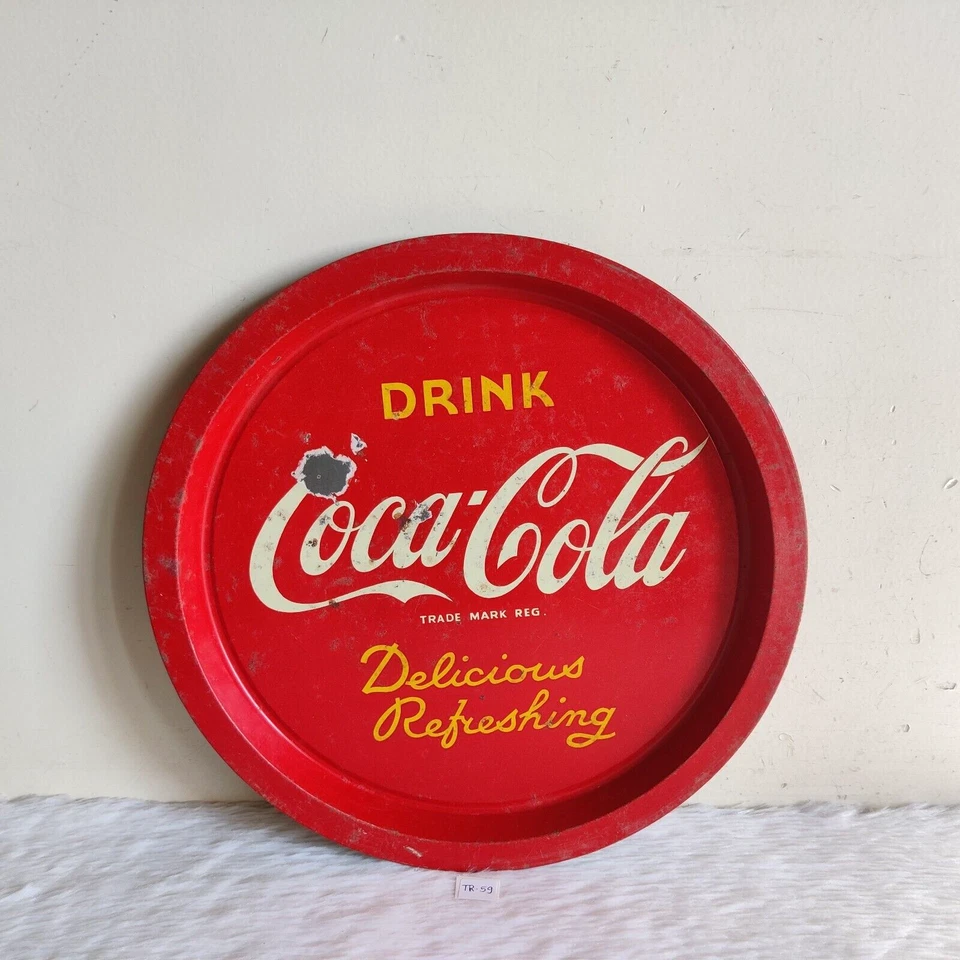 DRINK
Coca-Cola
TRADE MARK REG.
Delicious
Refreshing
TR-59